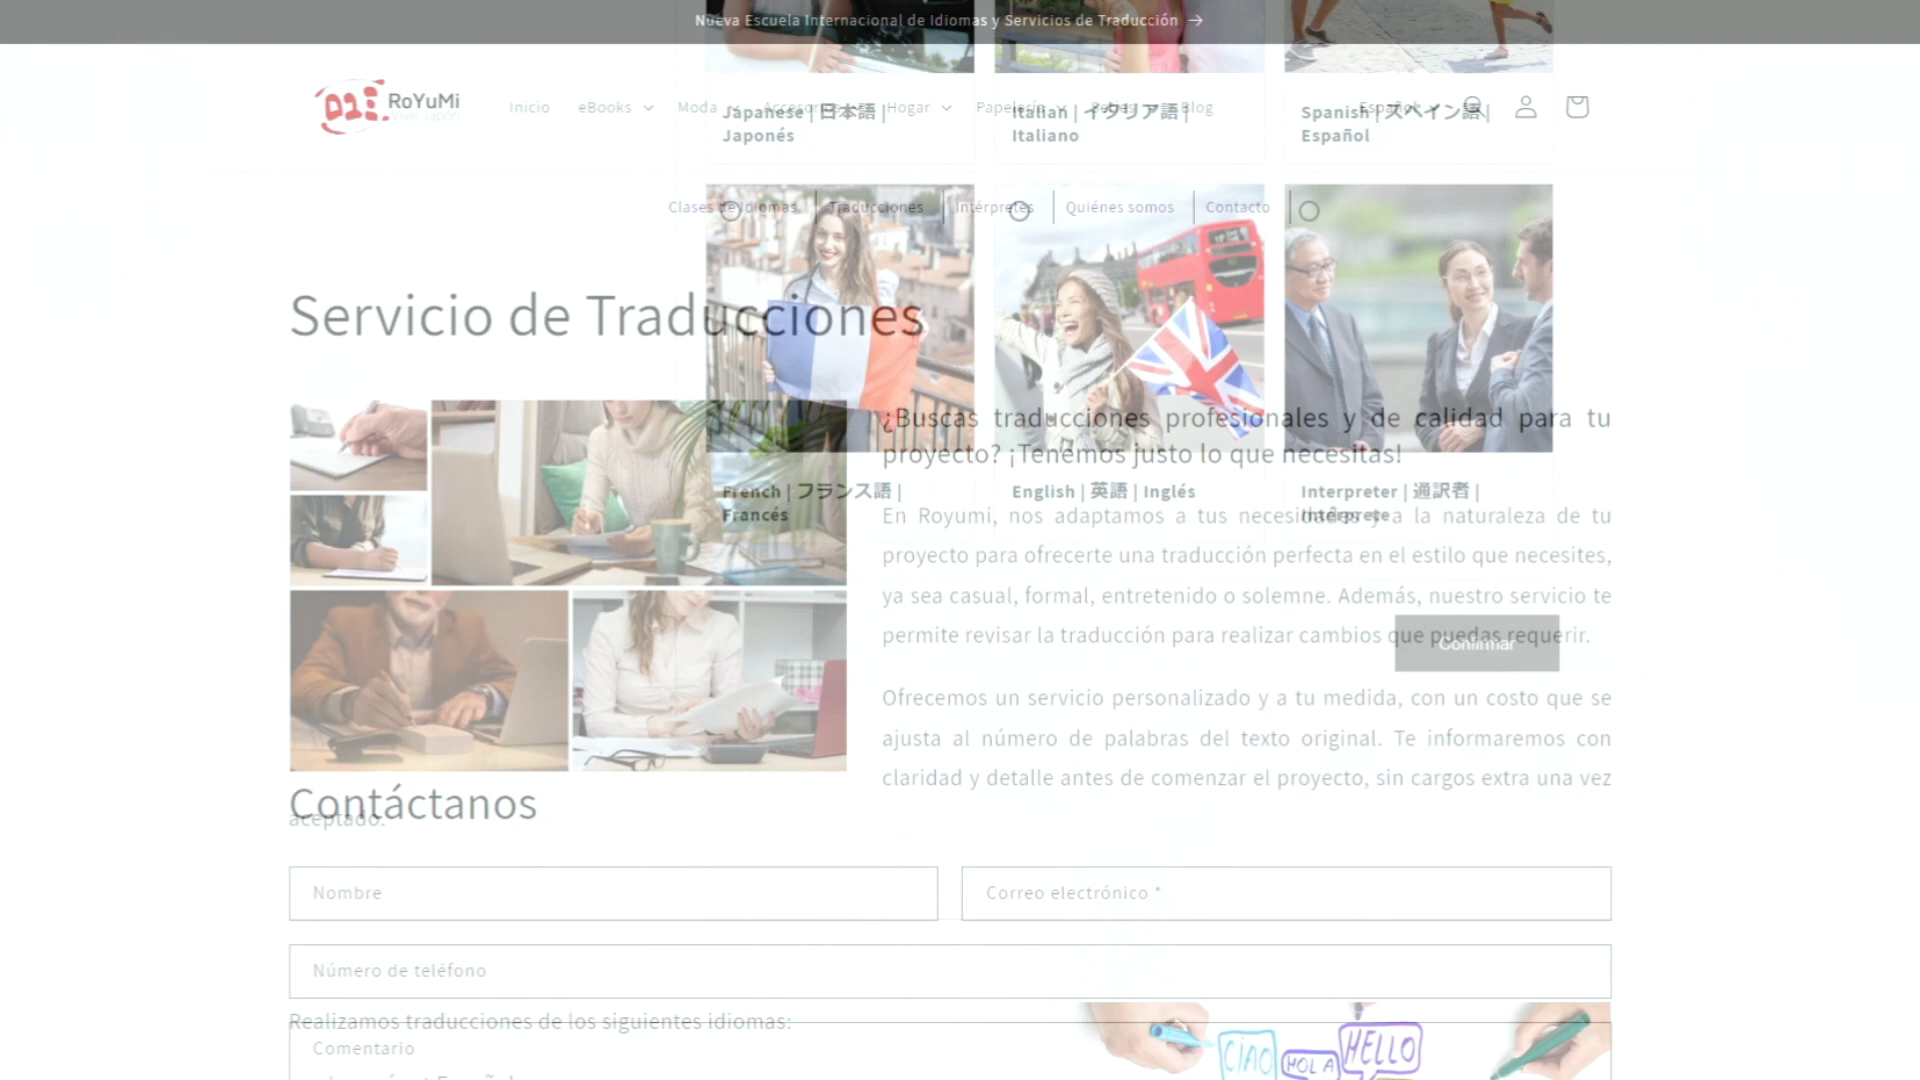 Nueva Escuela Internacional de Idiomas y Servicios de Traducción →
RoYuMi
Vive Japón
Inicio
eBooks
Moda
Accesorios
Hogar
Papelería
Blog
Español
Japanese | 日本語 |
Japonés
Italian | イタリア語 |
Italiano
Spanish | スペイン語 |
Español
Clases de Idiomas
Traducciones
Intérpretes
Quiénes somos
Contacto
Servicio de Traducciones
¿Buscas traducciones profesionales y de calidad para tu
proyecto? ¡Tenemos justo lo que necesitas!
French | フランス語 |
Francés
English | 英語 | Inglés
Interpreter | 通訳者 |
Intérprete
En Royumi, nos adaptamos a tus necesidades y a la naturaleza de tu
proyecto para ofrecerte una traducción perfecta en el estilo que necesites,
ya sea casual, formal, entretenido o solemne. Además, nuestro servicio te
permite revisar la traducción para realizar cambios que puedas requerir.
Confirmar
Ofrecemos un servicio personalizado y a tu medida, con un costo que se
ajusta al número de palabras del texto original. Te informaremos con
claridad y detalle antes de comenzar el proyecto, sin cargos extra una vez
aceptado.
Contáctanos
Nombre
Correo electrónico *
Número de teléfono
Realizamos traducciones de los siguientes idiomas:
Comentario
CIAO
HOLA
HELLO